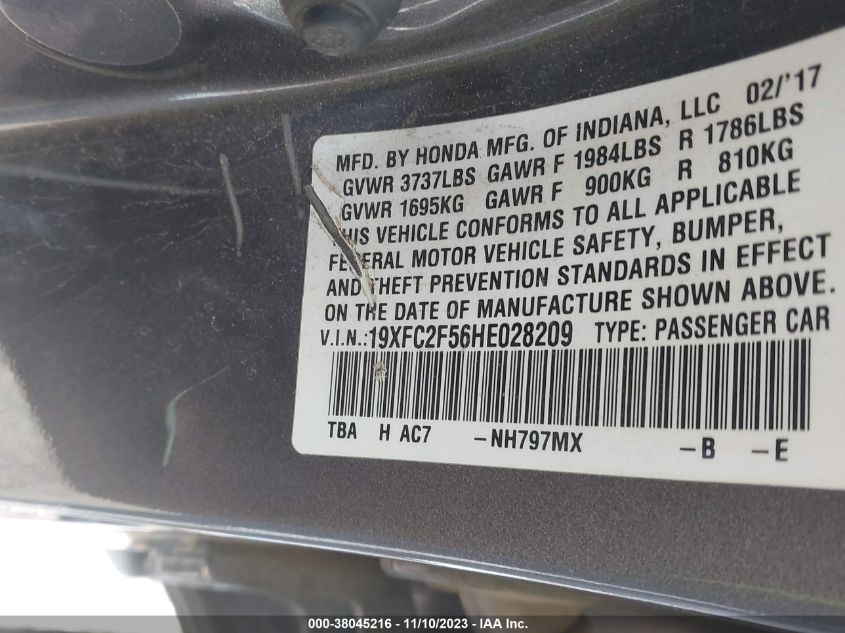 MFD. BY HONDA MFG. OF INDIANA, LLC 02/'17
GVWR 3737LBS GAWR F 1984LBS R 1786LBS
GVWR 1695KG GAWR F 900KG R 810KG
THIS VEHICLE CONFORMS TO ALL APPLICABLE
FEDERAL MOTOR VEHICLE SAFETY, BUMPER,
AND THEFT PREVENTION STANDARDS IN EFFECT
ON THE DATE OF MANUFACTURE SHOWN ABOVE.
V.I.N.:19XFC2F56HE028209 TYPE: PASSENGER CAR
TBA H AC7 -NH797MX -B -E
000-38045216 - 11/10/2023 - IAA Inc.